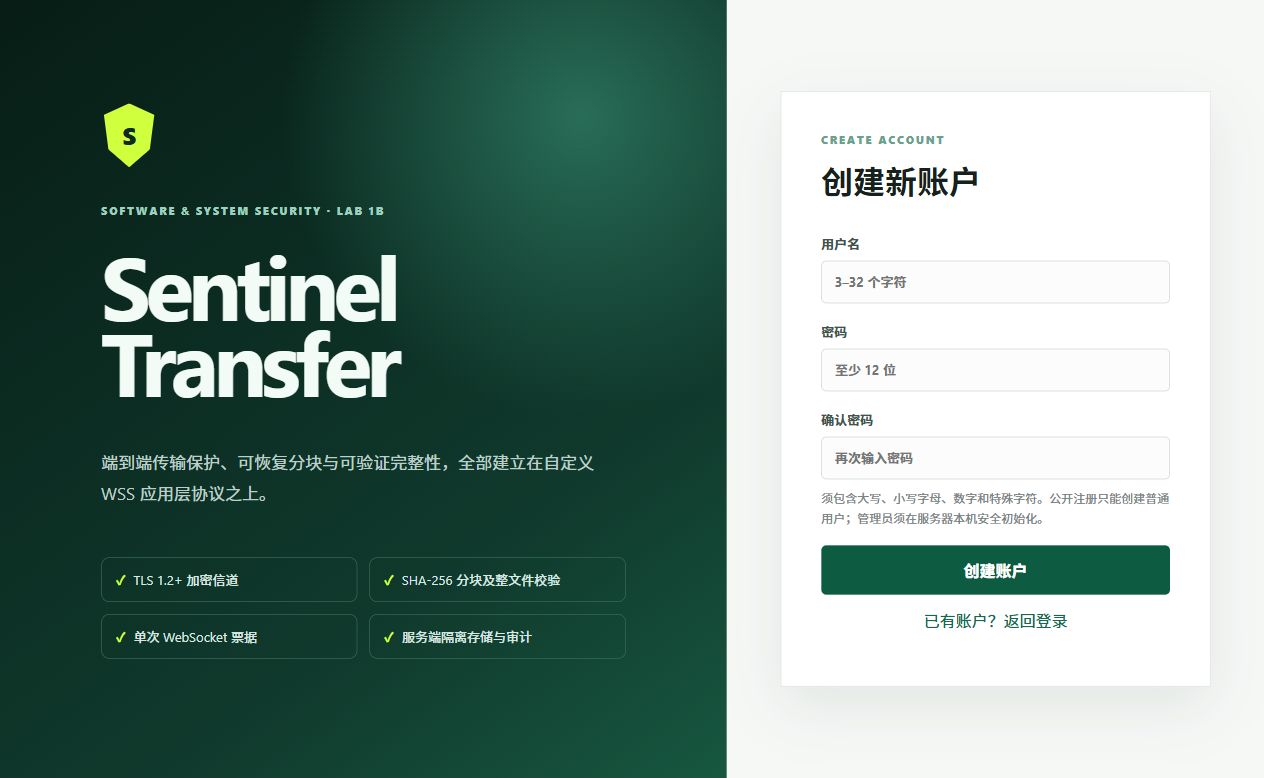 S
SOFTWARE & SYSTEM SECURITY · LAB 1B
Sentinel
Transfer
端到端传输保护、可恢复分块与可验证完整性，全部建立在自定义
WSS 应用层协议之上。
✓ TLS 1.2+ 加密信道
✓ SHA-256 分块及整文件校验
✓ 单次 WebSocket 票据
✓ 服务端隔离存储与审计
CREATE ACCOUNT
创建新账户
用户名
3–32 个字符
密码
至少 12 位
确认密码
再次输入密码
须包含大写、小写字母、数字和特殊字符。公开注册只能创建普通
用户；管理员须在服务器本机安全初始化。
创建账户
已有账户？返回登录